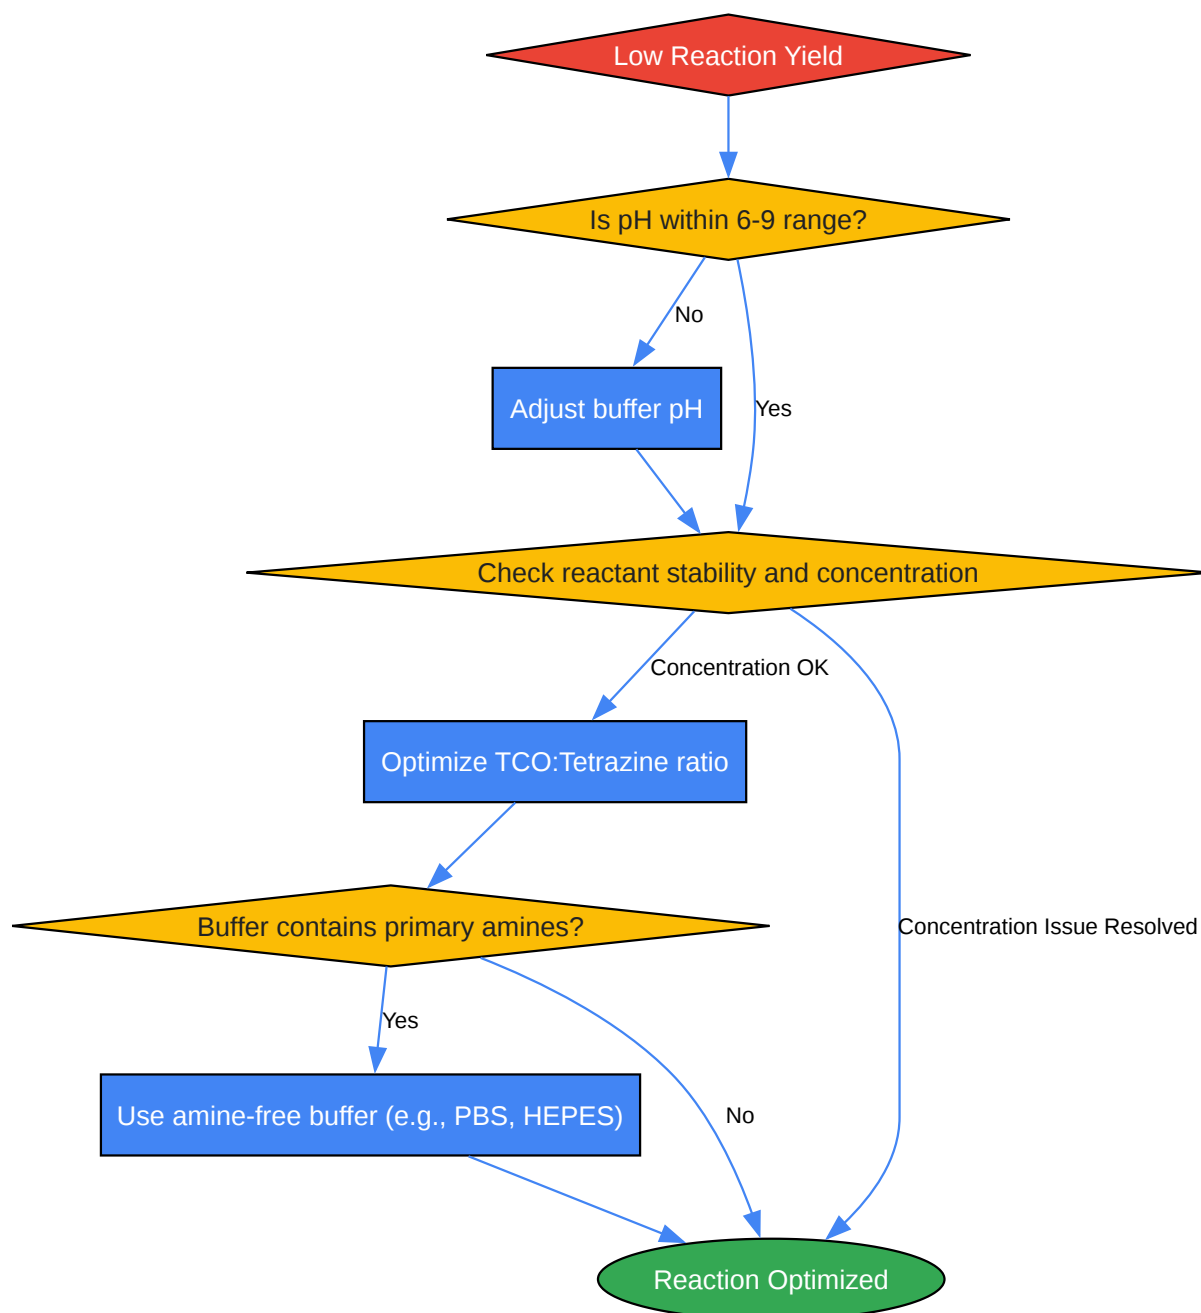 Low Reaction Yield
Is pH within 6-9 range?
No
Adjust buffer pH
Yes
Check reactant stability and concentration
Concentration OK
Optimize TCO:Tetrazine ratio
Buffer contains primary amines?
Concentration Issue Resolved
Yes
Use amine-free buffer (e.g., PBS, HEPES)
No
Reaction Optimized